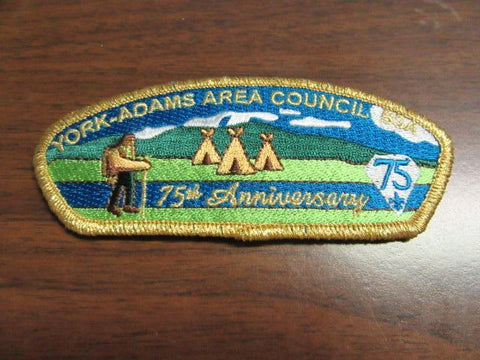 YORK-ADAMS AREA COUNCIL BSA
75
75th Anniversary